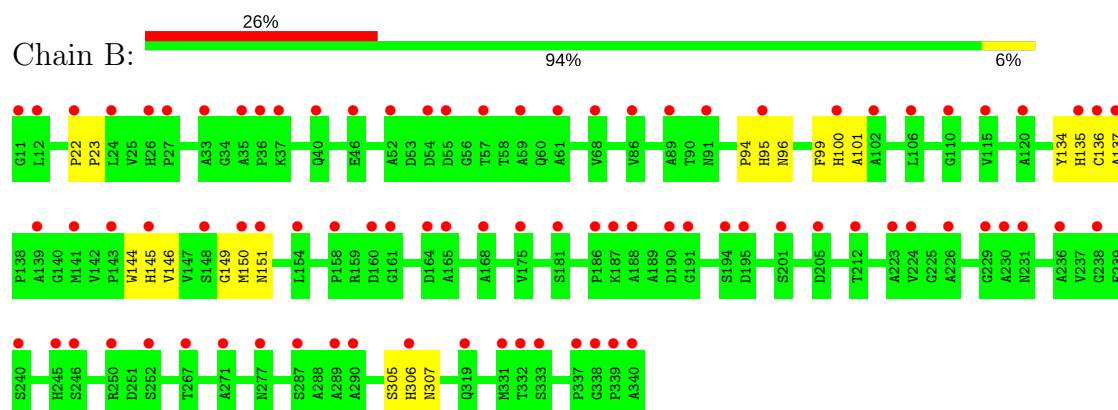 26%
Chain B:
94%
6%
G11 L12 P22 P23 L24 V25 H26 P27 A33 G34 A35 P36 K37 Q40 E46 A52 D53 D54 D55 G56 T57 T58 A59 Q60 A61 V68 V86 A89 T90 N91 P94 H95 N96 F99 H100 A101 A102 L106 G110 V115 A120 Y134 H135 C136 A137
P138 A139 G140 M141 V142 P143 W144 H145 V146 V147 S148 G149 M150 N151 L154 P158 R159 D160 G161 D164 A165 A168 V175 S181 P186 K187 A188 A189 D190 G191 S194 D195 S201 D205 T212 A223 V224 G225 A226 G229 A230 N231 A236 V237 G238
S240 H245 S246 R250 D251 S252 T267 A271 N277 S287 A288 A289 A290 S305 H306 N307 Q319 M331 T332 S333 P337 G338 P339 A340